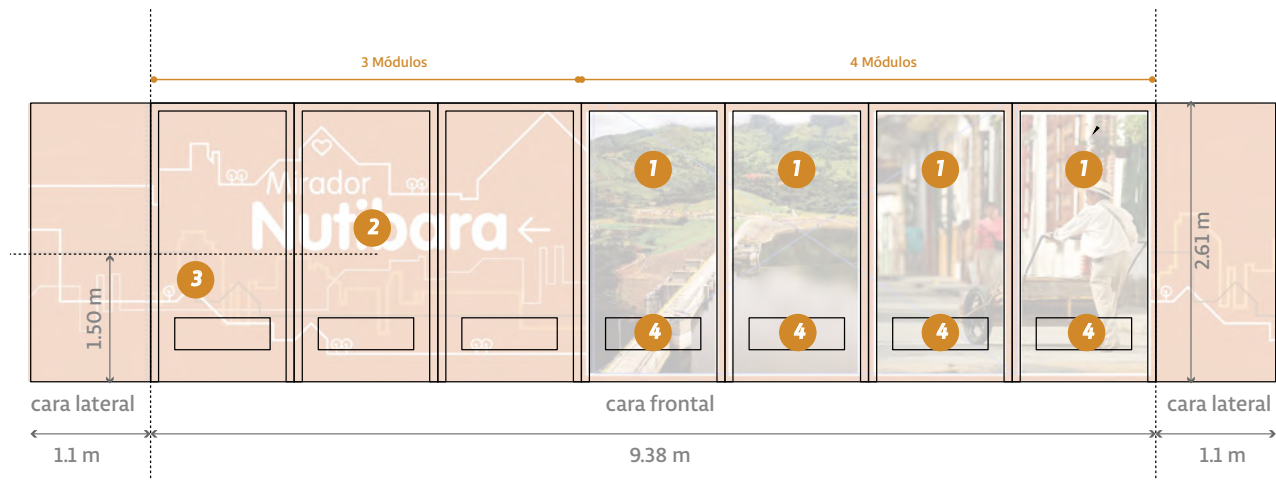 3 Módulos
4 Módulos
1
1
1
1
Mirador
Nutibara
2
3
1.50 m
2.61 m
4
4
4
4
cara lateral
cara frontal
cara lateral
1.1 m
9.38 m
1.1 m